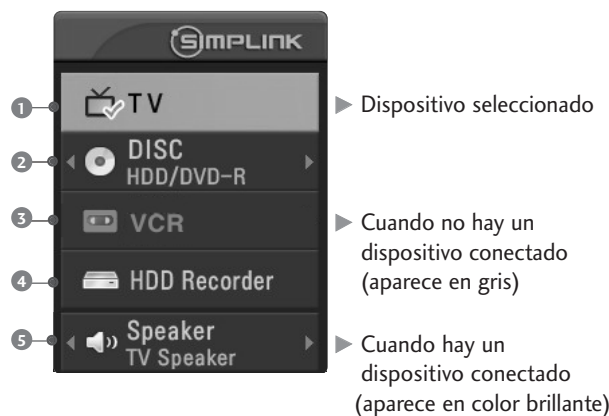 SIMPLINK
1 TV ▶ Dispositivo seleccionado
2 DISC
HDD/DVD-R
3 VCR ▶ Cuando no hay un
dispositivo conectado
(aparece en gris)
4 HDD Recorder
5 Speaker ▶ Cuando hay un
TV Speaker dispositivo conectado
(aparece en color brillante)